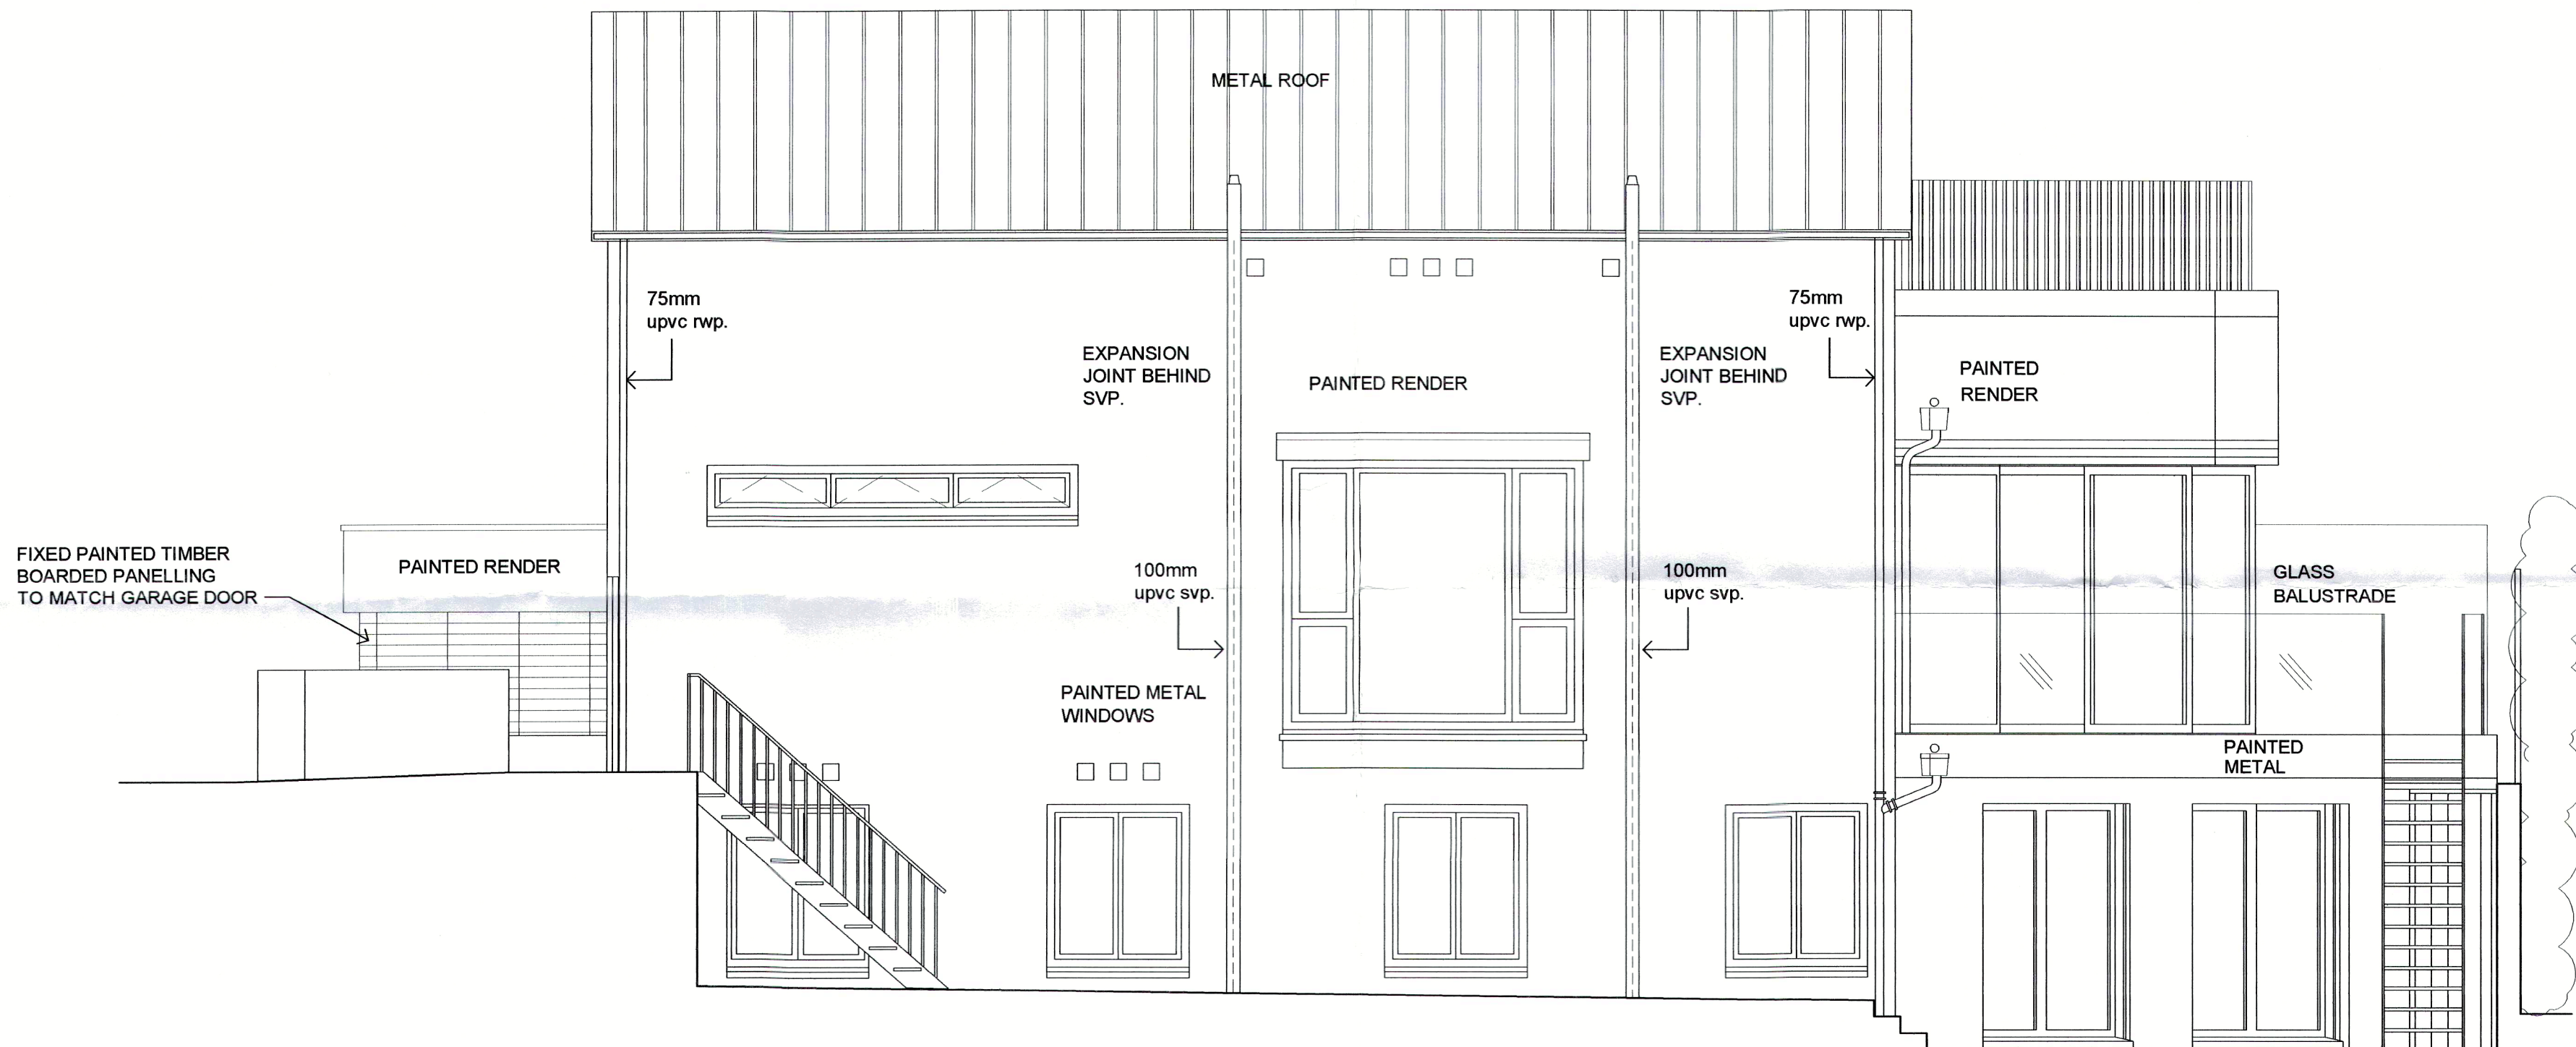 METAL ROOF
75mm
upvc rwp.
EXPANSION
JOINT BEHIND
SVP.
PAINTED RENDER
EXPANSION
JOINT BEHIND
SVP.
75mm
upvc rwp.
PAINTED
RENDER
FIXED PAINTED TIMBER
BOARDED PANELLING
TO MATCH GARAGE DOOR
PAINTED RENDER
100mm
upvc svp.
100mm
upvc svp.
GLASS
BALUSTRADE
PAINTED METAL
WINDOWS
PAINTED
METAL